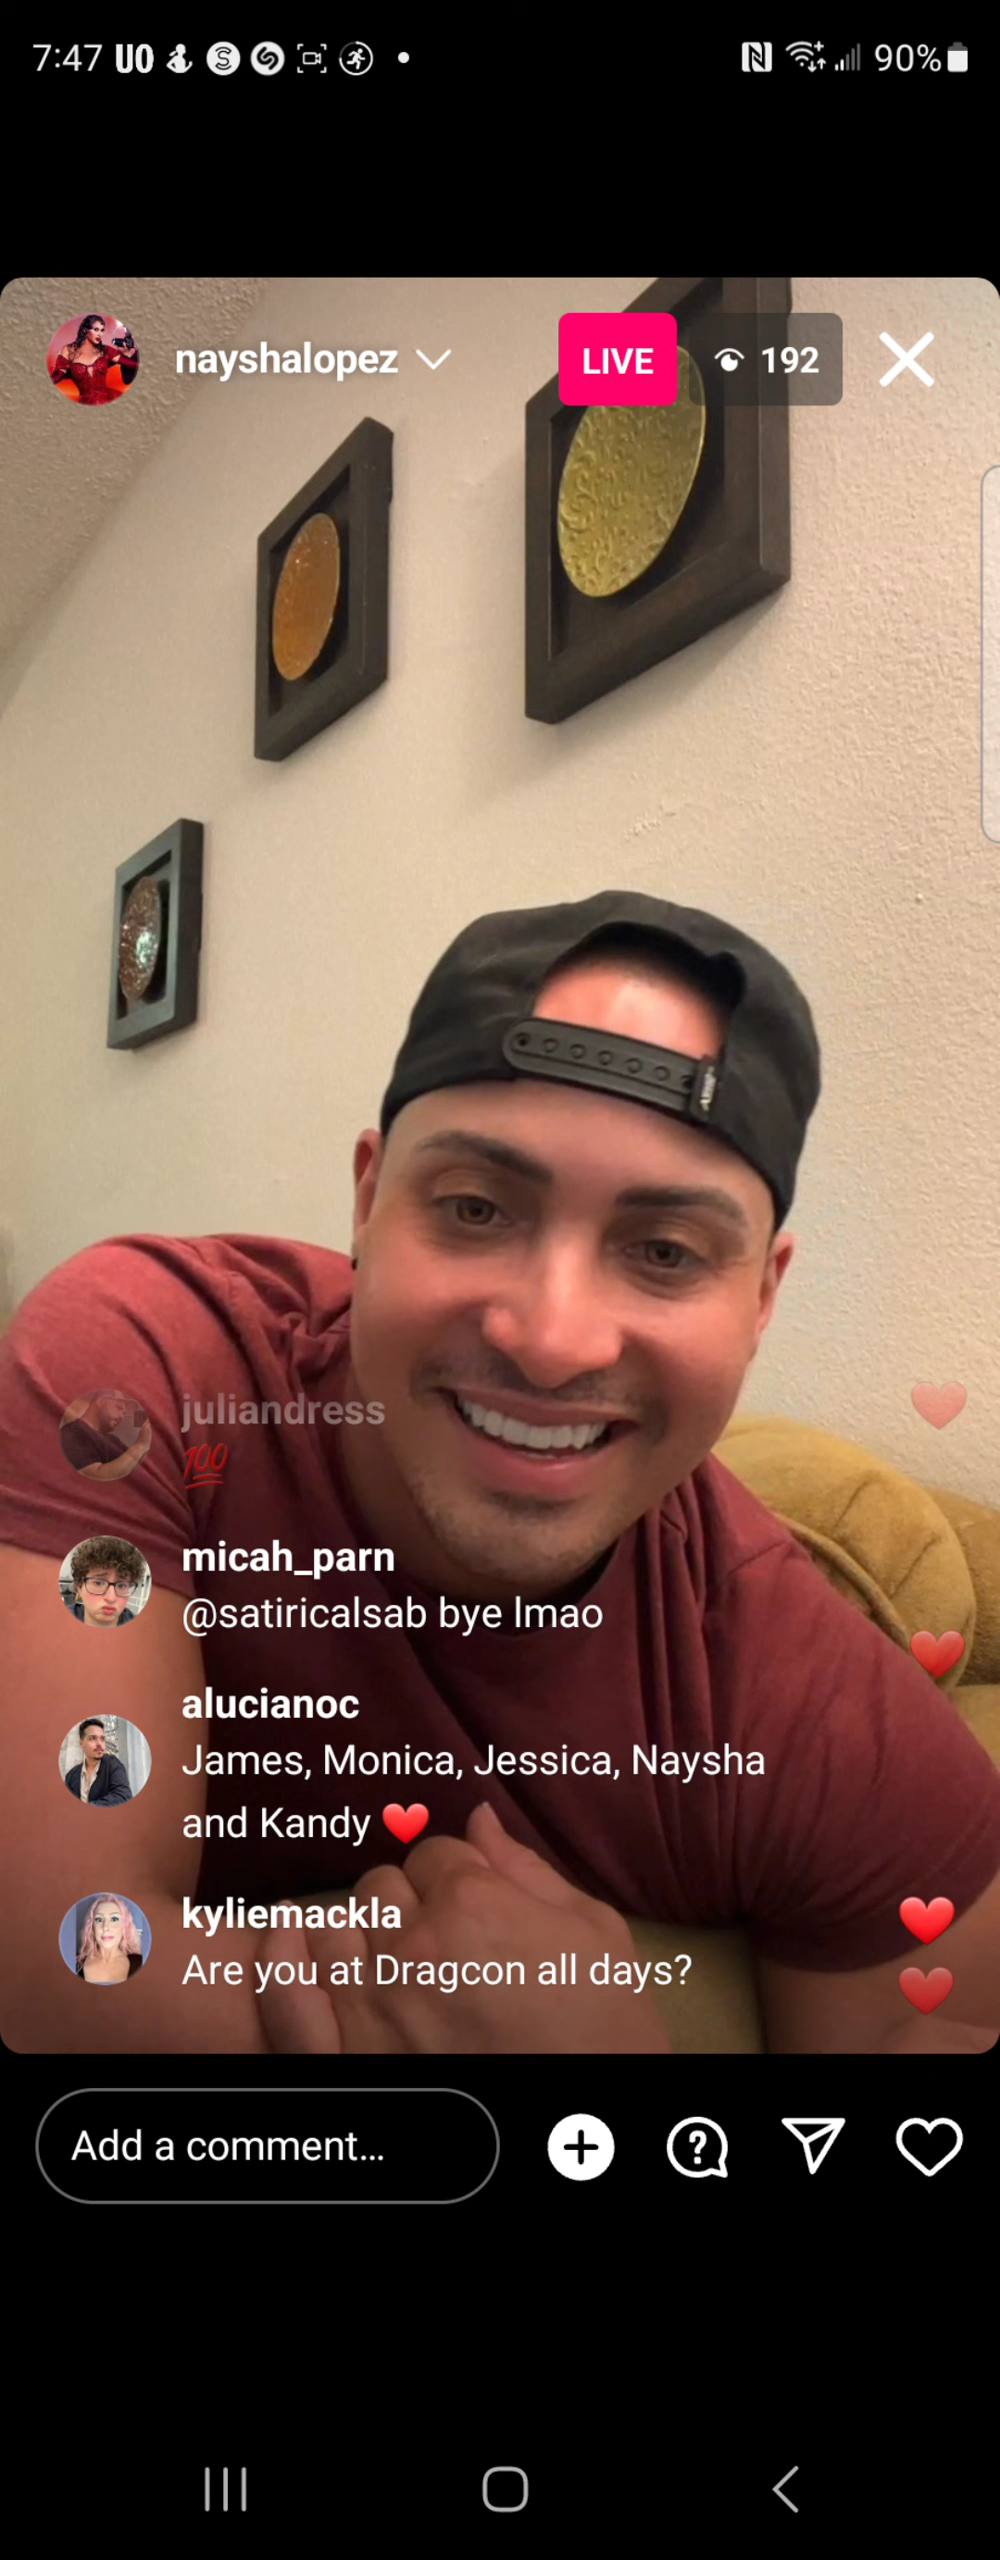 7:47 UO 90%
nayshalopez LIVE 192
juliandress
💯
micah_parn
@satiricalsab bye lmao
alucianoc
James, Monica, Jessica, Naysha
and Kandy ❤️
kyliemackla
Are you at Dragcon all days?
Add a comment...